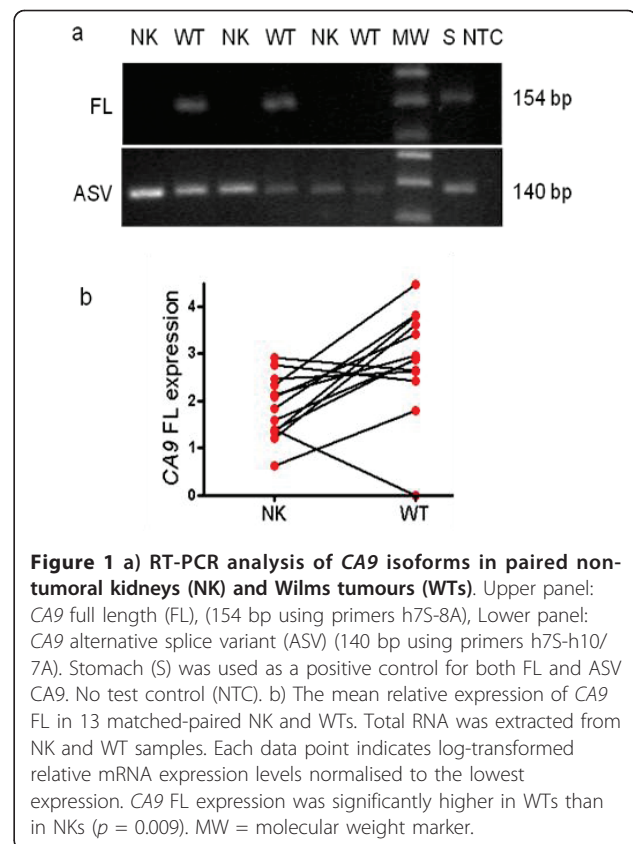 a
NK WT NK WT NK WT MW S NTC
FL
154 bp
ASV
140 bp
b
CA9 FL expression
4
3
2
1
0
NK WT
Figure 1 a) RT-PCR analysis of CA9 isoforms in paired non-
tumoral kidneys (NK) and Wilms tumours (WTs). Upper panel:
CA9 full length (FL), (154 bp using primers h7S-8A), Lower panel:
CA9 alternative splice variant (ASV) (140 bp using primers h7S-h10/
7A). Stomach (S) was used as a positive control for both FL and ASV
CA9. No test control (NTC). b) The mean relative expression of CA9
FL in 13 matched-paired NK and WTs. Total RNA was extracted from
NK and WT samples. Each data point indicates log-transformed
relative mRNA expression levels normalised to the lowest
expression. CA9 FL expression was significantly higher in WTs than
in NKs (p = 0.009). MW = molecular weight marker.